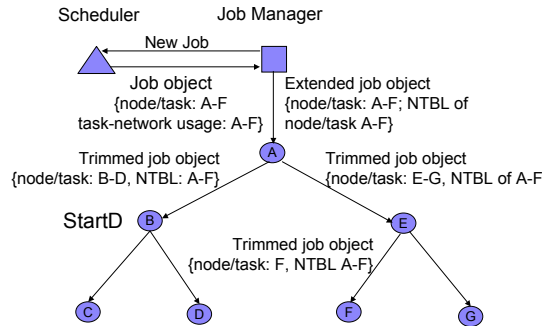 Scheduler
Job Manager
New Job
Job object
{node/task: A-F
task-network usage: A-F}
Extended job object
{node/task: A-F; NTBL of
node/task A-F}
A
Trimmed job object
{node/task: B-D, NTBL: A-F}
Trimmed job object
{node/task: E-G, NTBL of A-F
StartD
B
E
Trimmed job object
{node/task: F, NTBL A-F}
C
D
F
G